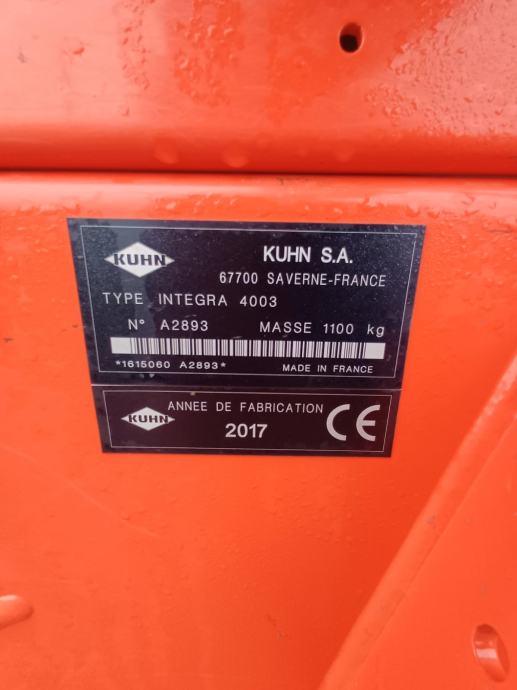 KUHN KUHN S.A.
67700 SAVERNE-FRANCE
TYPE INTEGRA 4003
N° A2893 MASSE 1100 kg
*1615060 A2893* MADE IN FRANCE
KUHN ANNEE DE FABRICATION
2017 CE